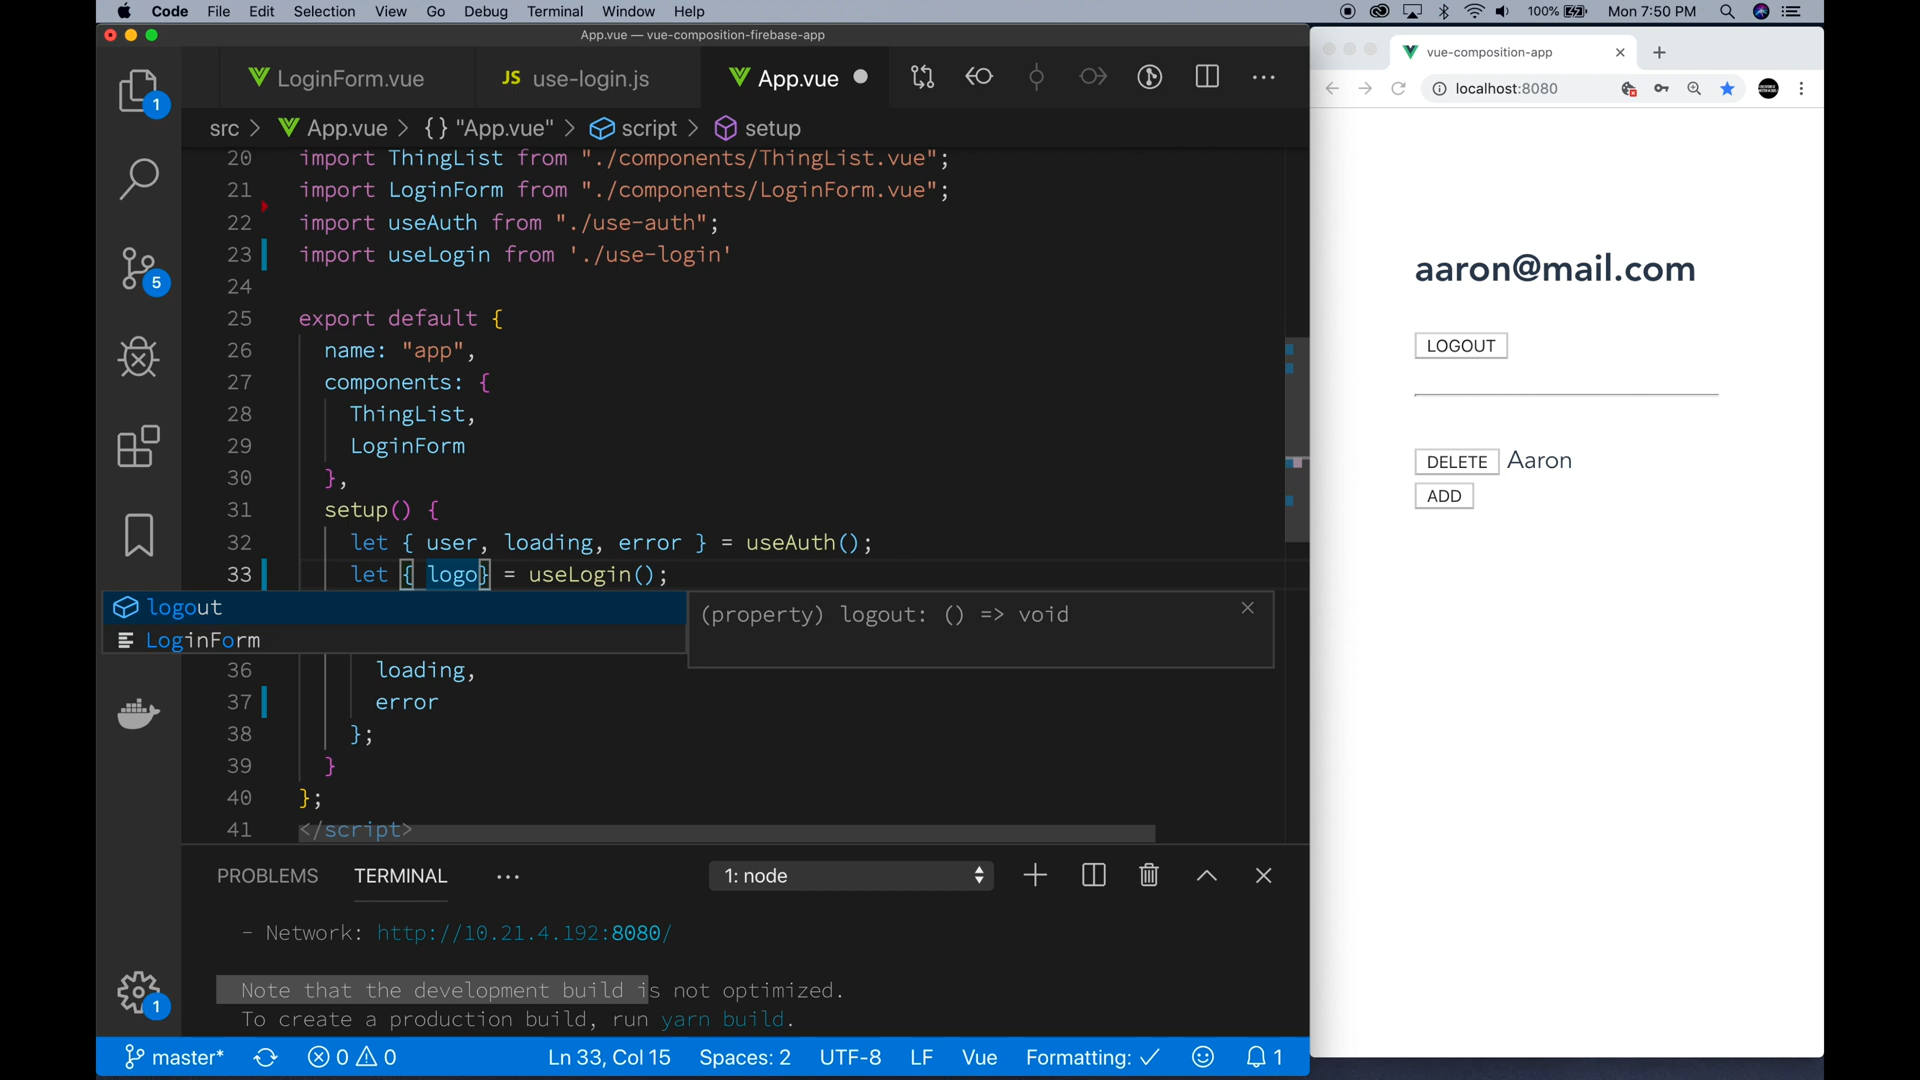 Code File Edit Selection View Go Debug Terminal Window Help 100% Mon 7:50 PM
App.vue — vue-composition-firebase-app
LoginForm.vue JS use-login.js App.vue
src > App.vue > {} "App.vue" > script > setup
1
5
1
20 import ThingList from "./components/ThingList.vue";
21 import LoginForm from "./components/LoginForm.vue";
22 import useAuth from "./use-auth";
23 import useLogin from './use-login'
24
25 export default {
26 name: "app",
27 components: {
28 ThingList,
29 LoginForm
30 },
31 setup() {
32 let { user, loading, error } = useAuth();
33 let { logo} = useLogin();
logout
LoginForm
(property) logout: () => void
36 loading,
37 error
38 };
39 }
40 };
41 </script>
PROBLEMS TERMINAL ··· 1: node
- Network: http://10.21.4.192:8080/
Note that the development build is not optimized.
To create a production build, run yarn build.
master* 0 0 Ln 33, Col 15 Spaces: 2 UTF-8 LF Vue Formatting: ✓ 1
vue-composition-app
localhost:8080
aaron@mail.com
LOGOUT
DELETE Aaron
ADD